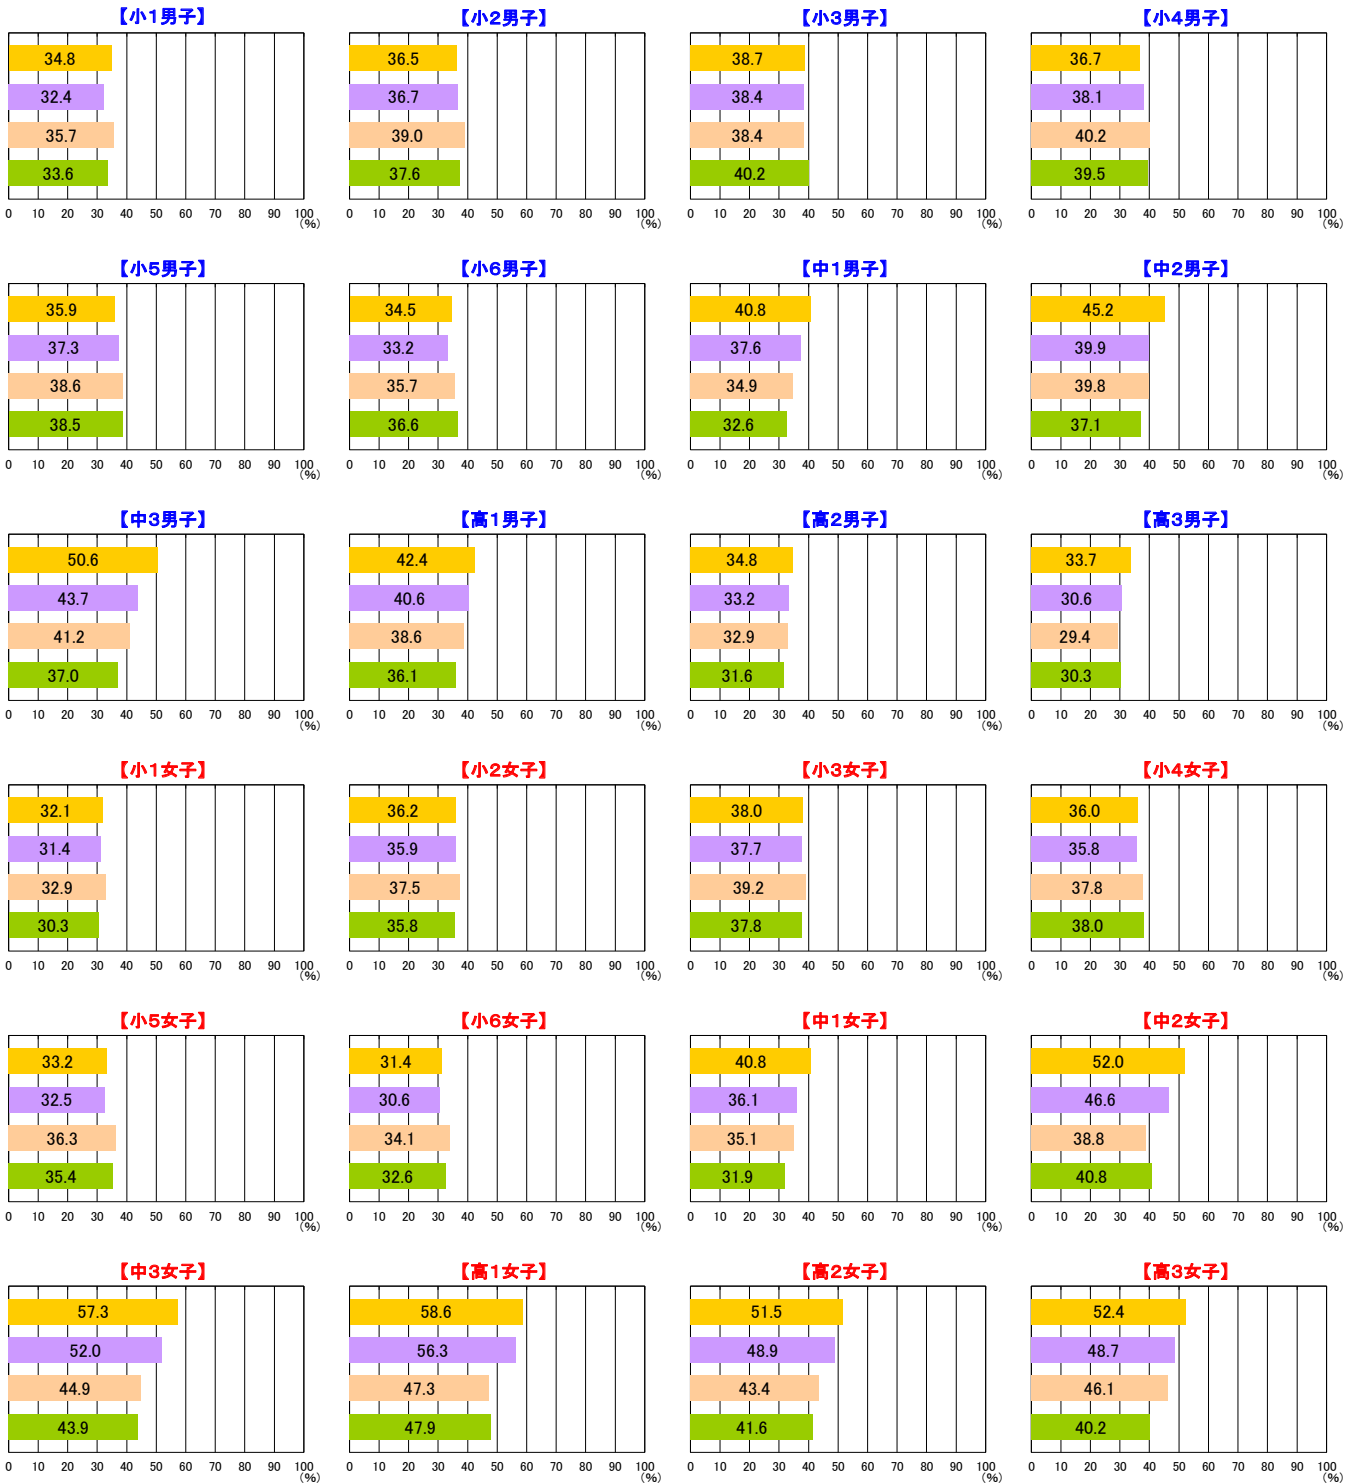 【小1男子】 【小2男子】 【小3男子】 【小4男子】
34.8 36.5 38.7 36.7
32.4 36.7 38.4 38.1
35.7 39.0 38.4 40.2
33.6 37.6 40.2 39.5
0 10 20 30 40 50 60 70 80 90 100 0 10 20 30 40 50 60 70 80 90 100 0 10 20 30 40 50 60 70 80 90 100 0 10 20 30 40 50 60 70 80 90 100
(%) (%) (%) (%)
【小5男子】 【小6男子】 【中1男子】 【中2男子】
35.9 34.5 40.8 45.2
37.3 33.2 37.6 39.9
38.6 35.7 34.9 39.8
38.5 36.6 32.6 37.1
0 10 20 30 40 50 60 70 80 90 100 0 10 20 30 40 50 60 70 80 90 100 0 10 20 30 40 50 60 70 80 90 100 0 10 20 30 40 50 60 70 80 90 100
(%) (%) (%) (%)
【中3男子】 【高1男子】 【高2男子】 【高3男子】
50.6 42.4 34.8 33.7
43.7 40.6 33.2 30.6
41.2 38.6 32.9 29.4
37.0 36.1 31.6 30.3
0 10 20 30 40 50 60 70 80 90 100 0 10 20 30 40 50 60 70 80 90 100 0 10 20 30 40 50 60 70 80 90 100 0 10 20 30 40 50 60 70 80 90 100
(%) (%) (%) (%)
【小1女子】 【小2女子】 【小3女子】 【小4女子】
32.1 36.2 38.0 36.0
31.4 35.9 37.7 35.8
32.9 37.5 39.2 37.8
30.3 35.8 37.8 38.0
0 10 20 30 40 50 60 70 80 90 100 0 10 20 30 40 50 60 70 80 90 100 0 10 20 30 40 50 60 70 80 90 100 0 10 20 30 40 50 60 70 80 90 100
(%) (%) (%) (%)
【小5女子】 【小6女子】 【中1女子】 【中2女子】
33.2 31.4 40.8 52.0
32.5 30.6 36.1 46.6
36.3 34.1 35.1 38.8
35.4 32.6 31.9 40.8
0 10 20 30 40 50 60 70 80 90 100 0 10 20 30 40 50 60 70 80 90 100 0 10 20 30 40 50 60 70 80 90 100 0 10 20 30 40 50 60 70 80 90 100
(%) (%) (%) (%)
【中3女子】 【高1女子】 【高2女子】 【高3女子】
57.3 58.6 51.5 52.4
52.0 56.3 48.9 48.7
44.9 47.3 43.4 46.1
43.9 47.9 41.6 40.2
0 10 20 30 40 50 60 70 80 90 100 0 10 20 30 40 50 60 70 80 90 100 0 10 20 30 40 50 60 70 80 90 100 0 10 20 30 40 50 60 70 80 90 100
(%) (%) (%) (%)